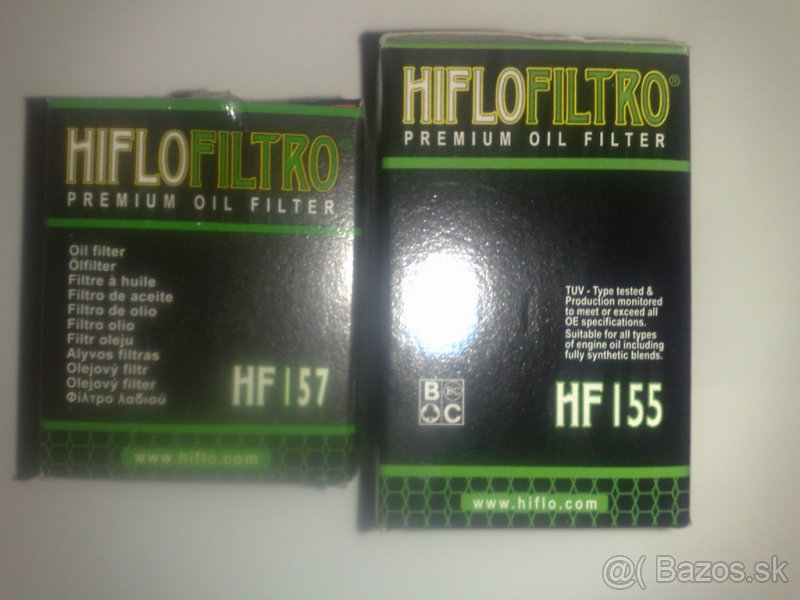 HIFLOFILTRO®
PREMIUM OIL FILTER
Oil filter
Ölfilter
Filtre à huile
Filtro de aceite
Filtro de olio
Filtro olio
Filtr oleju
Alyvos filtras
Olejový filtr
Olejový filter
Φίλτρο λαδιού
HF157
www.hiflo.com
HIFLOFILTRO®
PREMIUM OIL FILTER
TUV - Type tested &
Production monitored
to meet or exceed all
OE specifications.
Suitable for all types
of engine oil including
fully synthetic blends.
B
C
HF155
www.hiflo.com
@( Bazos.sk